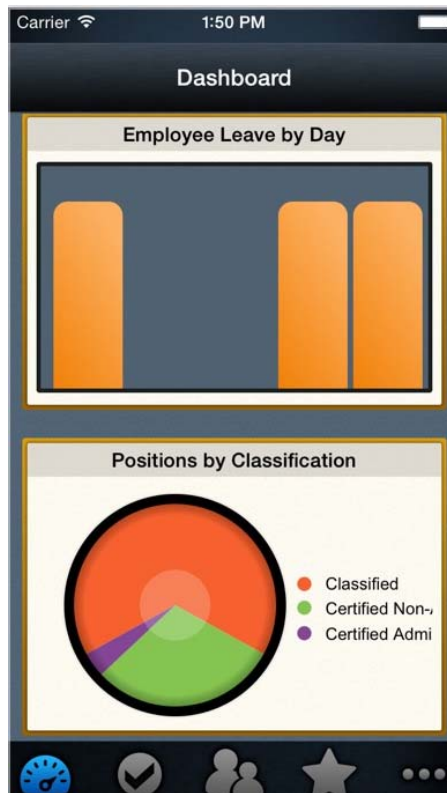 Carrier 1:50 PM
Dashboard
Employee Leave by Day
Positions by Classification
Classified
Certified Non-
Certified Admi